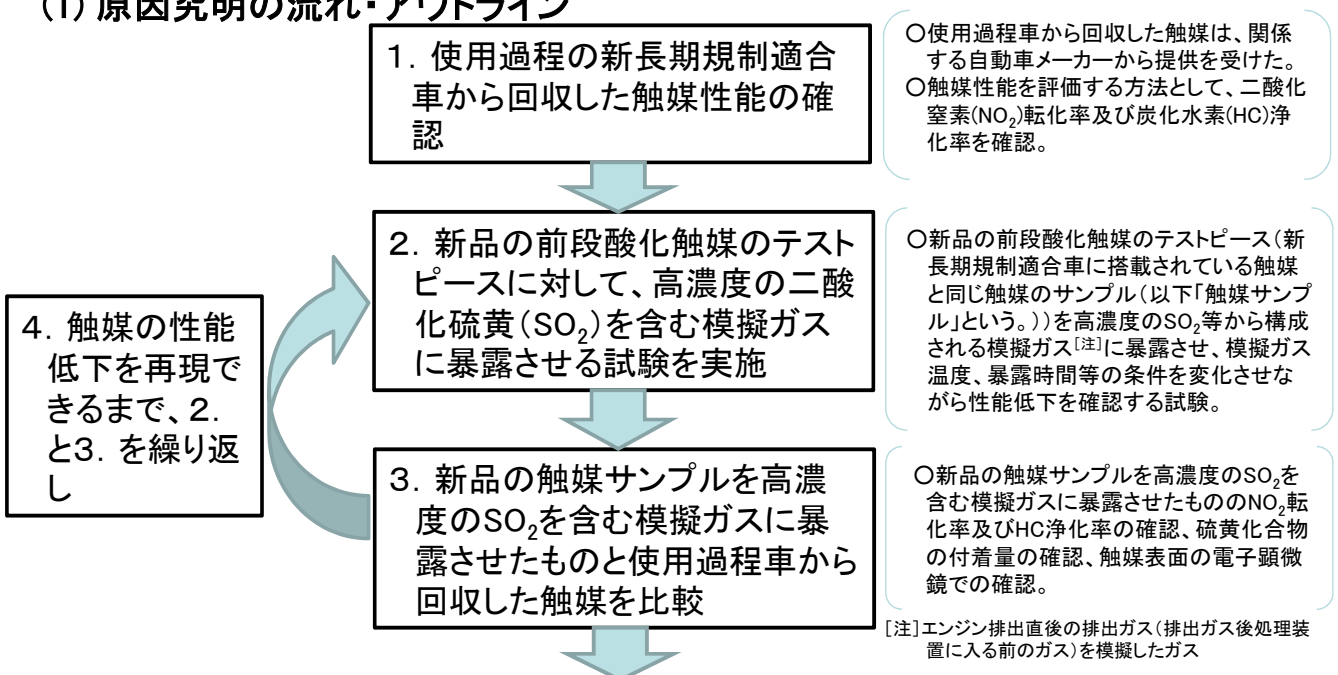 (1) 原因究明の流れ・アウトライン
1．使用過程の新長期規制適合
車から回収した触媒性能の確
認
○使用過程車から回収した触媒は、関係
する自動車メーカーから提供を受けた。
○触媒性能を評価する方法として、二酸化
窒素(NO₂)転化率及び炭化水素(HC)浄
化率を確認。
2．新品の前段酸化触媒のテスト
ピースに対して、高濃度の二酸
化硫黄（SO₂）を含む模擬ガス
に暴露させる試験を実施
○新品の前段酸化触媒のテストピース（新
長期規制適合車に搭載されている触媒
と同じ触媒のサンプル（以下「触媒サンプ
ル」という。））を高濃度のSO₂等から構成
される模擬ガス[注]に暴露させ、模擬ガス
温度、暴露時間等の条件を変化させな
がら性能低下を確認する試験。
4．触媒の性能
低下を再現で
きるまで、2．
と3．を繰り返
し
3．新品の触媒サンプルを高濃
度のSO₂を含む模擬ガスに暴
露させたものと使用過程車から
回収した触媒を比較
○新品の触媒サンプルを高濃度のSO₂を
含む模擬ガスに暴露させたもののNO₂転
化率及びHC浄化率の確認、硫黄化合物
の付着量の確認、触媒表面の電子顕微
鏡での確認。
[注]エンジン排出直後の排出ガス（排出ガス後処理装
置に入る前のガス）を模擬したガス